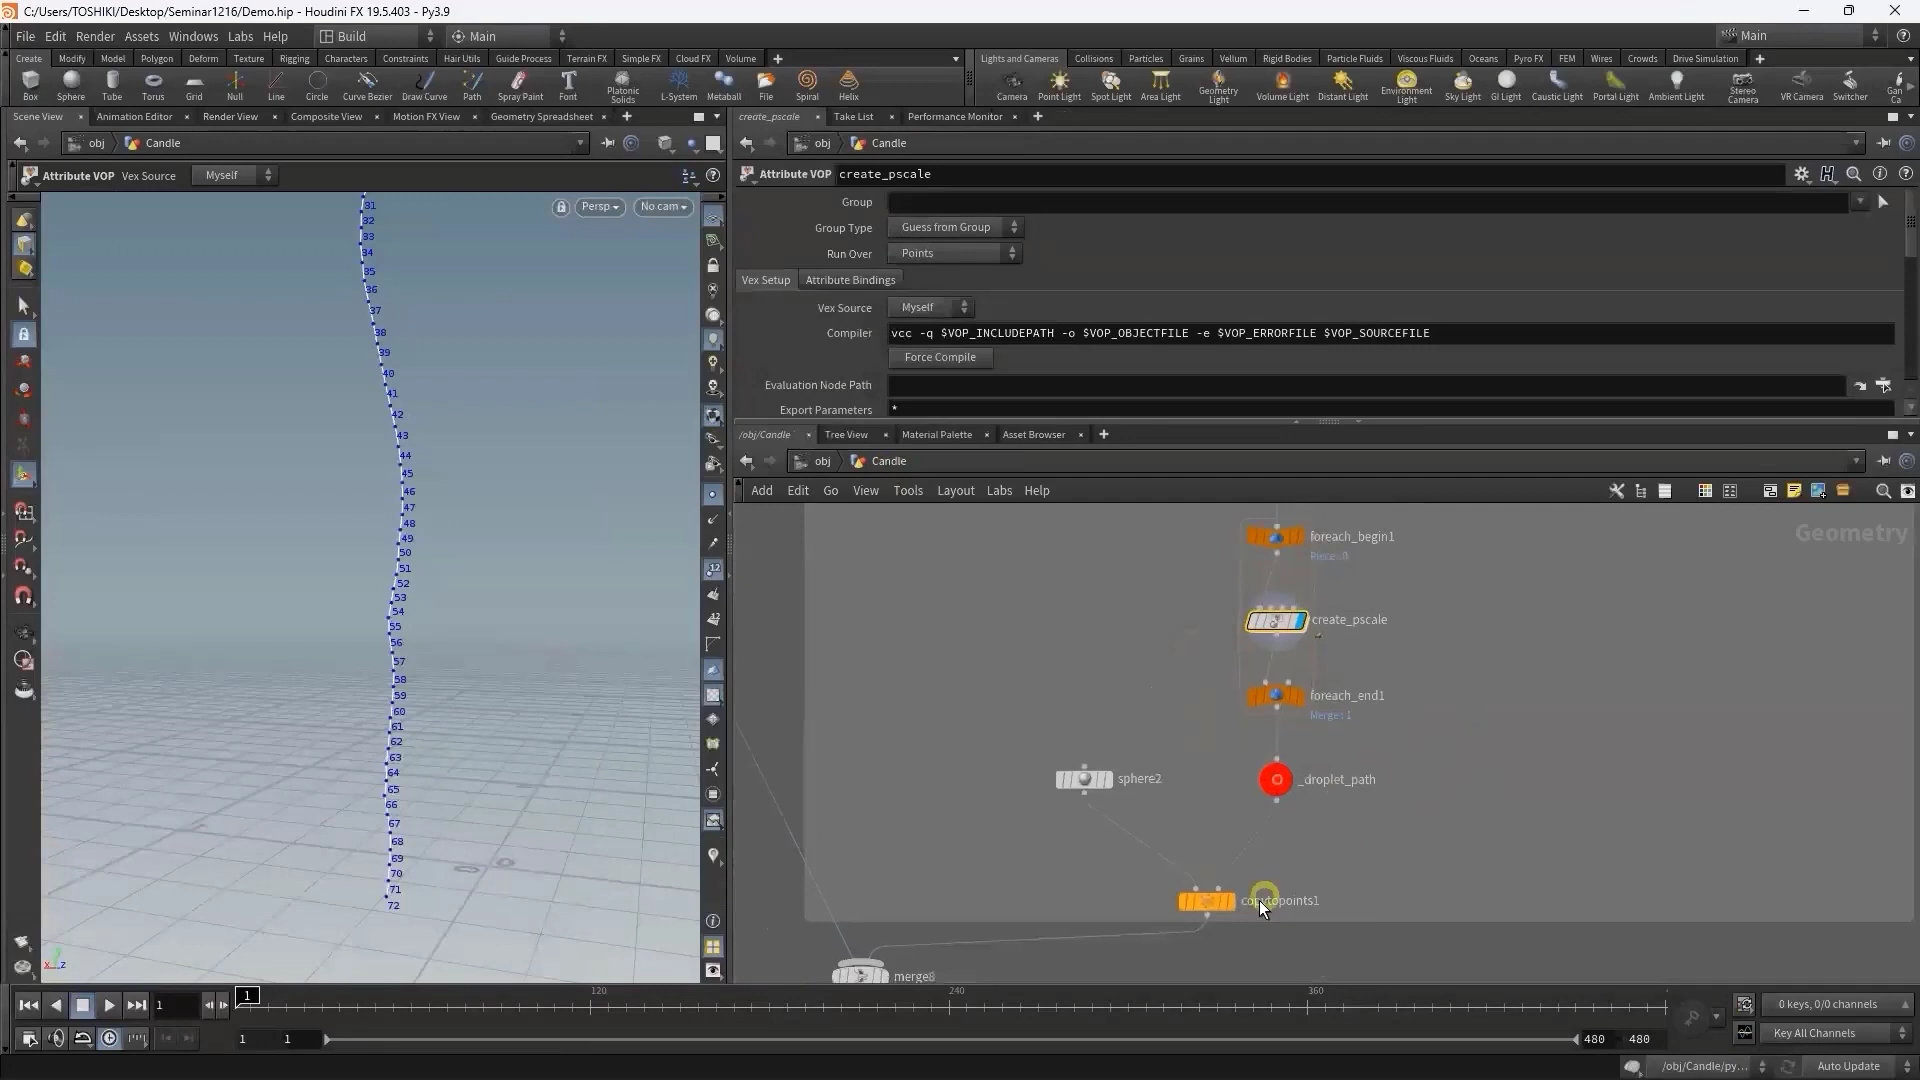 C:/Users/TOSHIKI/Desktop/Seminar1216/Demo.hip - Houdini FX 19.5.403 - Py3.9
File Edit Render Assets Windows Labs Help Build Main Main
Create Modify Model Polygon Deform Texture Rigging Characters Constraints Hair Utils Guide Process Terrain FX Simple FX Cloud FX Volume
Lights and Cameras Collisions Particles Grains Vellum Rigid Bodies Particle Fluids Viscous Fluids Oceans Pyro FX FEM Wires Crowds Drive Simulation
Box Sphere Tube Torus Grid Null Line Circle Curve Bezier Draw Curve Path Spray Paint Font Platonic Solids L-System Metaball File Spiral Helix
Camera Point Light Spot Light Area Light Geometry Light Volume Light Distant Light Environment Light Sky Light GI Light Caustic Light Portal Light Ambient Light Stereo Camera VR Camera Switcher Gan Ca
Scene View Animation Editor Render View Composite View Motion FX View Geometry Spreadsheet
create_pscale Take List Performance Monitor
obj Candle
obj Candle
Attribute VOP Vex Source Myself
Attribute VOP create_pscale
Persp No cam
Group
Group Type Guess from Group
Run Over Points
Vex Setup Attribute Bindings
Vex Source Myself
Compiler vcc -q $VOP_INCLUDEPATH -o $VOP_OBJECTFILE -e $VOP_ERRORFILE $VOP_SOURCEFILE
Force Compile
Evaluation Node Path
Export Parameters *
/obj/Candle Tree View Material Palette Asset Browser
obj Candle
Add Edit Go View Tools Layout Labs Help
Geometry
foreach_begin1
Piece: 0
create_pscale
foreach_end1
Merge: 1
sphere2
_droplet_path
copytopoints1
merge8
31
32
33
34
35
36
37
38
39
40
41
42
43
44
45
46
47
48
49
50
51
52
53
54
55
56
57
58
59
60
61
62
63
64
65
66
67
68
69
70
71
72
x z
1 1 120 240 360
0 keys, 0/0 channels
1 1 480 480
Key All Channels
/obj/Candle/py... Auto Update